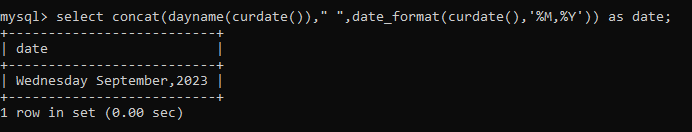 mysql> select concat(dayname(curdate())," ",date_format(curdate(),'%M,%Y')) as date;
+--------------------------+
| date                     |
+--------------------------+
| Wednesday September,2023 |
+--------------------------+
1 row in set (0.00 sec)